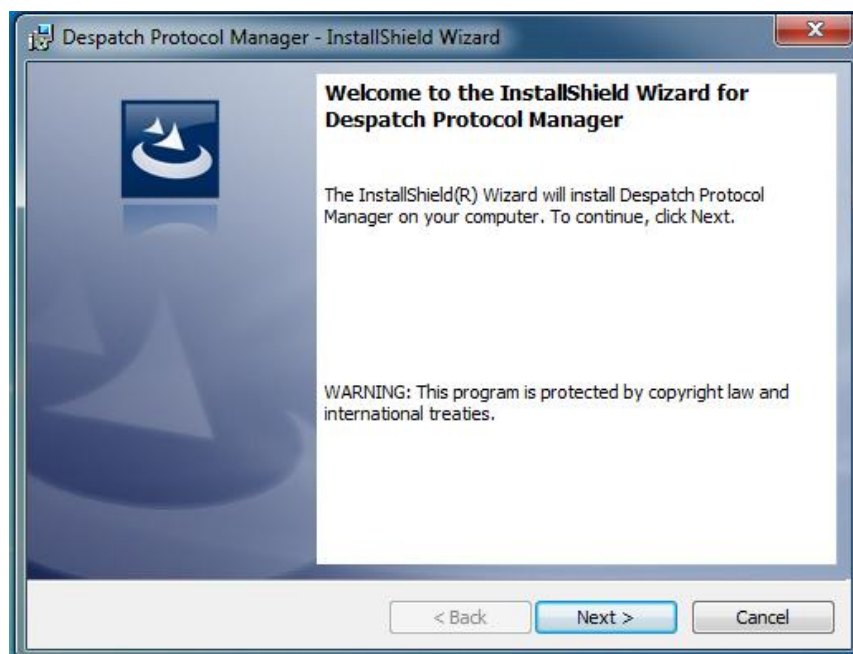 Despatch Protocol Manager - InstallShield Wizard
Welcome to the InstallShield Wizard for
Despatch Protocol Manager
The InstallShield(R) Wizard will install Despatch Protocol
Manager on your computer. To continue, click Next.
WARNING: This program is protected by copyright law and
international treaties.
< Back
Next >
Cancel